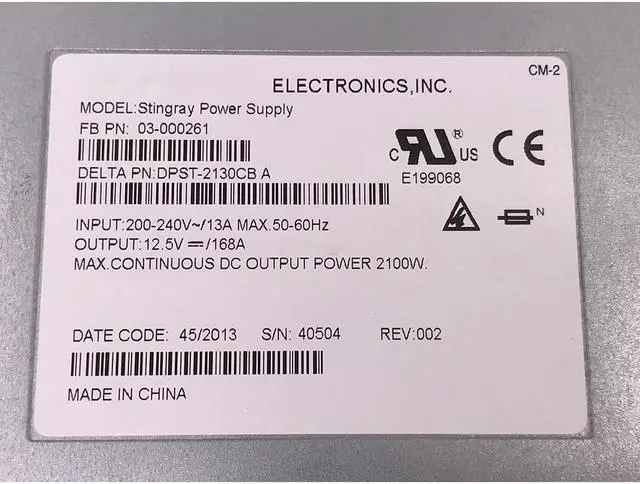 CM-2
ELECTRONICS,INC.
MODEL:Stingray Power Supply
FB PN: 03-000261
DELTA PN:DPST-2130CB A
c RU ® US CE
E199068
N
INPUT:200-240V~/13A MAX.50-60Hz
OUTPUT:12.5V⎓/168A
MAX.CONTINUOUS DC OUTPUT POWER 2100W.
DATE CODE: 45/2013 S/N: 40504 REV:002
MADE IN CHINA